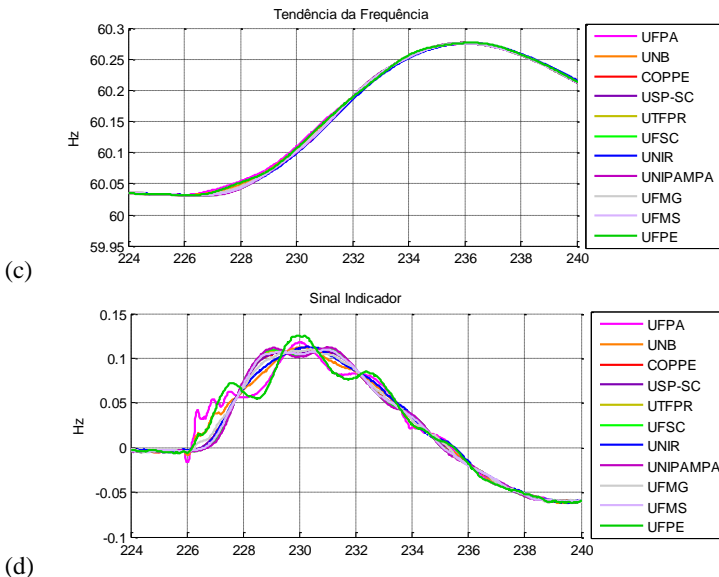 Tendência da Frequência
60.3
60.25
60.2
60.15
60.1
60.05
60
59.95
Hz
224 226 228 230 232 234 236 238 240
UFPA
UNB
COPPE
USP-SC
UTFPR
UFSC
UNIR
UNIPAMPA
UFMG
UFMS
UFPE
(c)
Sinal Indicador
0.15
0.1
0.05
0
-0.05
-0.1
Hz
224 226 228 230 232 234 236 238 240
UFPA
UNB
COPPE
USP-SC
UTFPR
UFSC
UNIR
UNIPAMPA
UFMG
UFMS
UFPE
(d)